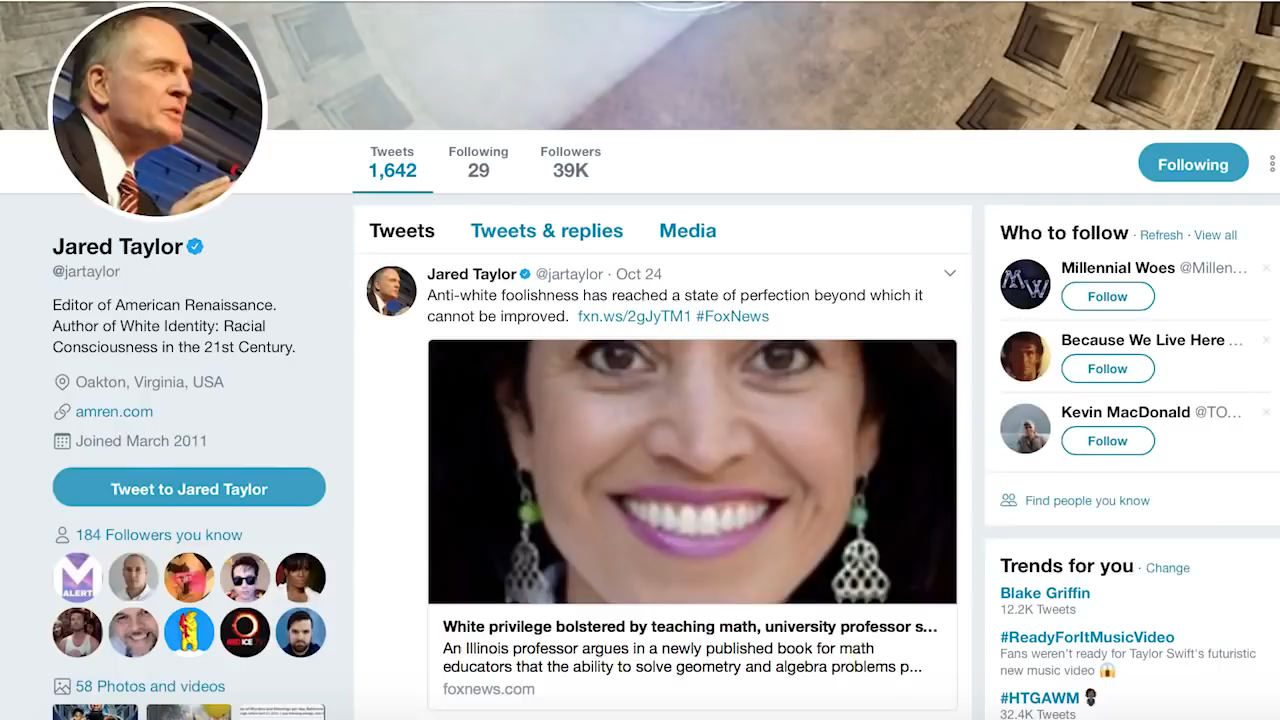 Tweets
1,642
Following
29
Followers
39K
Following
Jared Taylor
@jartaylor
Editor of American Renaissance.
Author of White Identity: Racial
Consciousness in the 21st Century.
Oakton, Virginia, USA
amren.com
Joined March 2011
Tweet to Jared Taylor
184 Followers you know
M
ALERT
RED ICE
58 Photos and videos
Tweets Tweets & replies Media
Jared Taylor @jartaylor · Oct 24
Anti-white foolishness has reached a state of perfection beyond which it
cannot be improved. fxn.ws/2gJyTM1 #FoxNews
White privilege bolstered by teaching math, university professor s...
An Illinois professor argues in a newly published book for math
educators that the ability to solve geometry and algebra problems p...
foxnews.com
Who to follow · Refresh · View all
MW
Millennial Woes @Millen...
Follow
Because We Live Here ...
Follow
Kevin MacDonald @TO...
Follow
Find people you know
Trends for you · Change
Blake Griffin
12.2K Tweets
#ReadyForItMusicVideo
Fans weren't ready for Taylor Swift's futuristic
new music video
#HTGAWM
32.4K Tweets